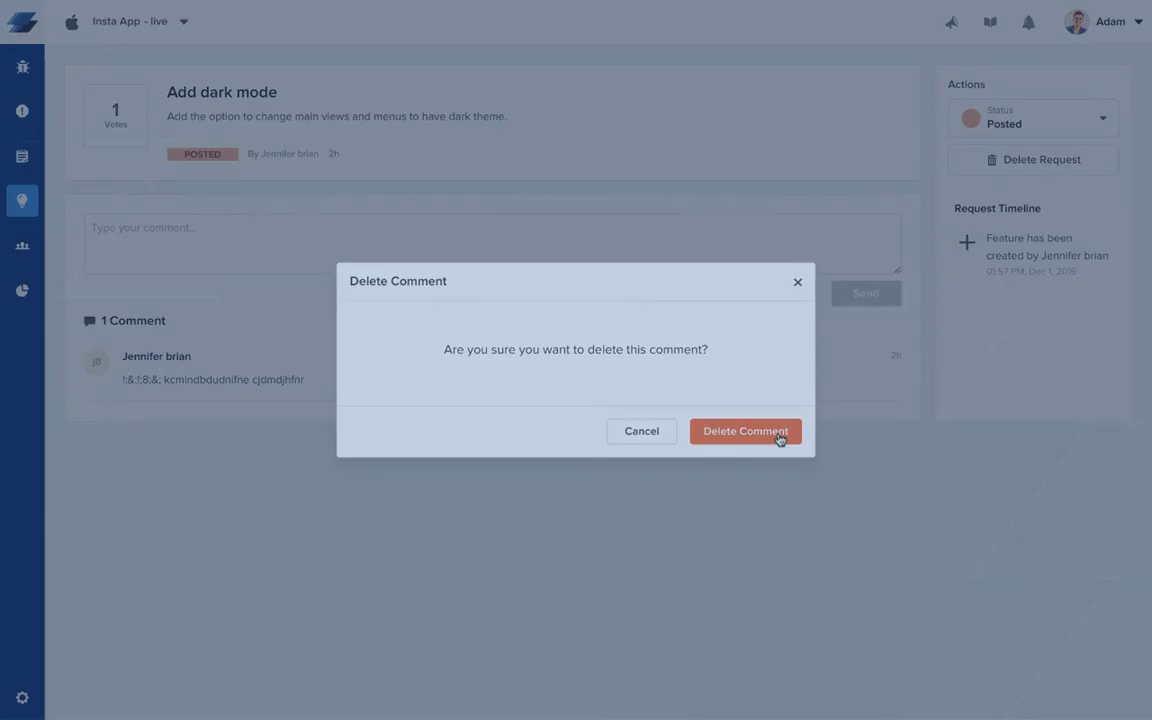 Insta App - live
Adam
1
Votes
Add dark mode
Add the option to change main views and menus to have dark theme.
POSTED By Jennifer brian 2h
Actions
Status
Posted
Delete Request
Request Timeline
Feature has been
created by Jennifer brian
01:57 PM, Dec 1, 2019
Type your comment...
Send
1 Comment
JB
Jennifer brian
2h
!:&:!;8;&; kcmindbdudnifne cjdmdjhfnr
Delete Comment
Are you sure you want to delete this comment?
Cancel
Delete Comment